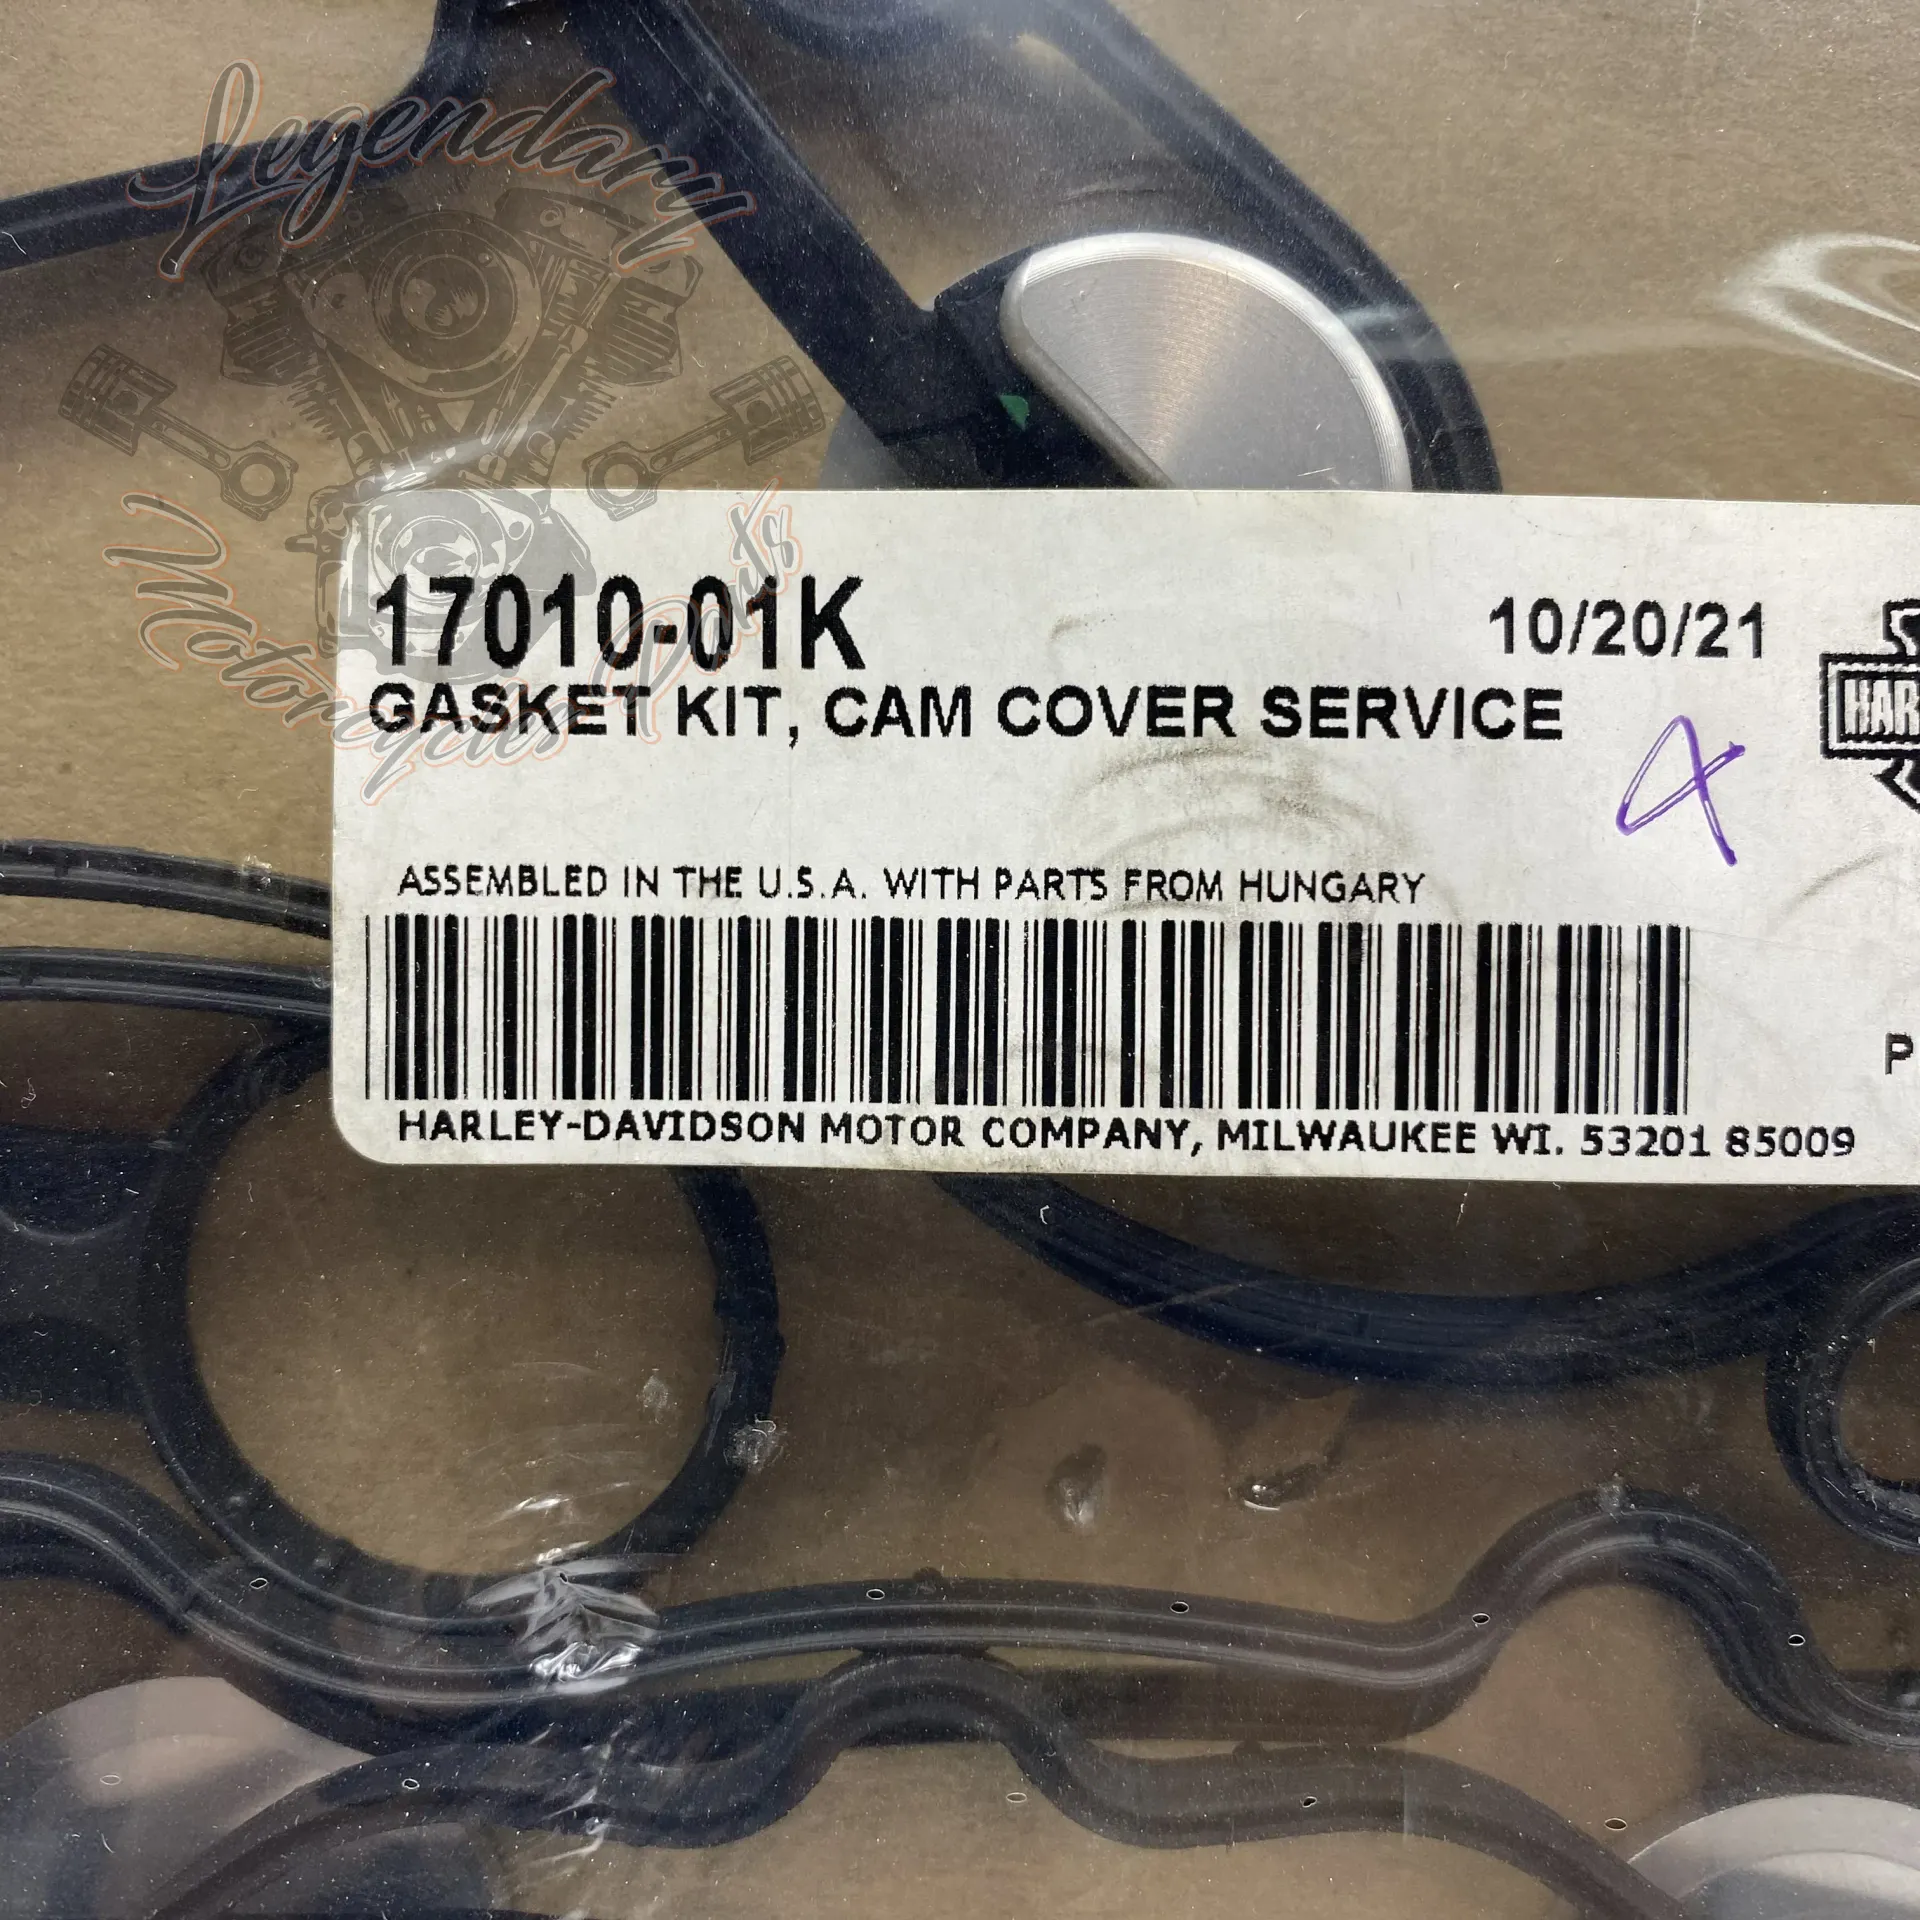 Legendary
Motorcycles Parts
17010-01K
10/20/21
GASKET KIT, CAM COVER SERVICE
HAR
ASSEMBLED IN THE U.S.A. WITH PARTS FROM HUNGARY
P
HARLEY-DAVIDSON MOTOR COMPANY, MILWAUKEE WI. 53201 85009